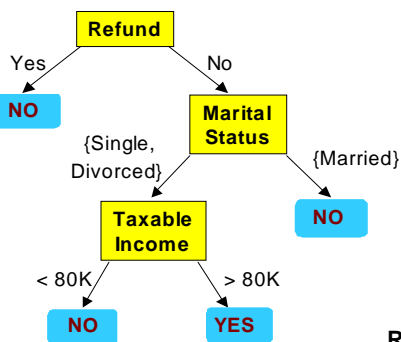 Refund
Yes
No
NO
Marital
Status
{Single,
Divorced}
{Married}
Taxable
Income
NO
< 80K
> 80K
NO
YES
R